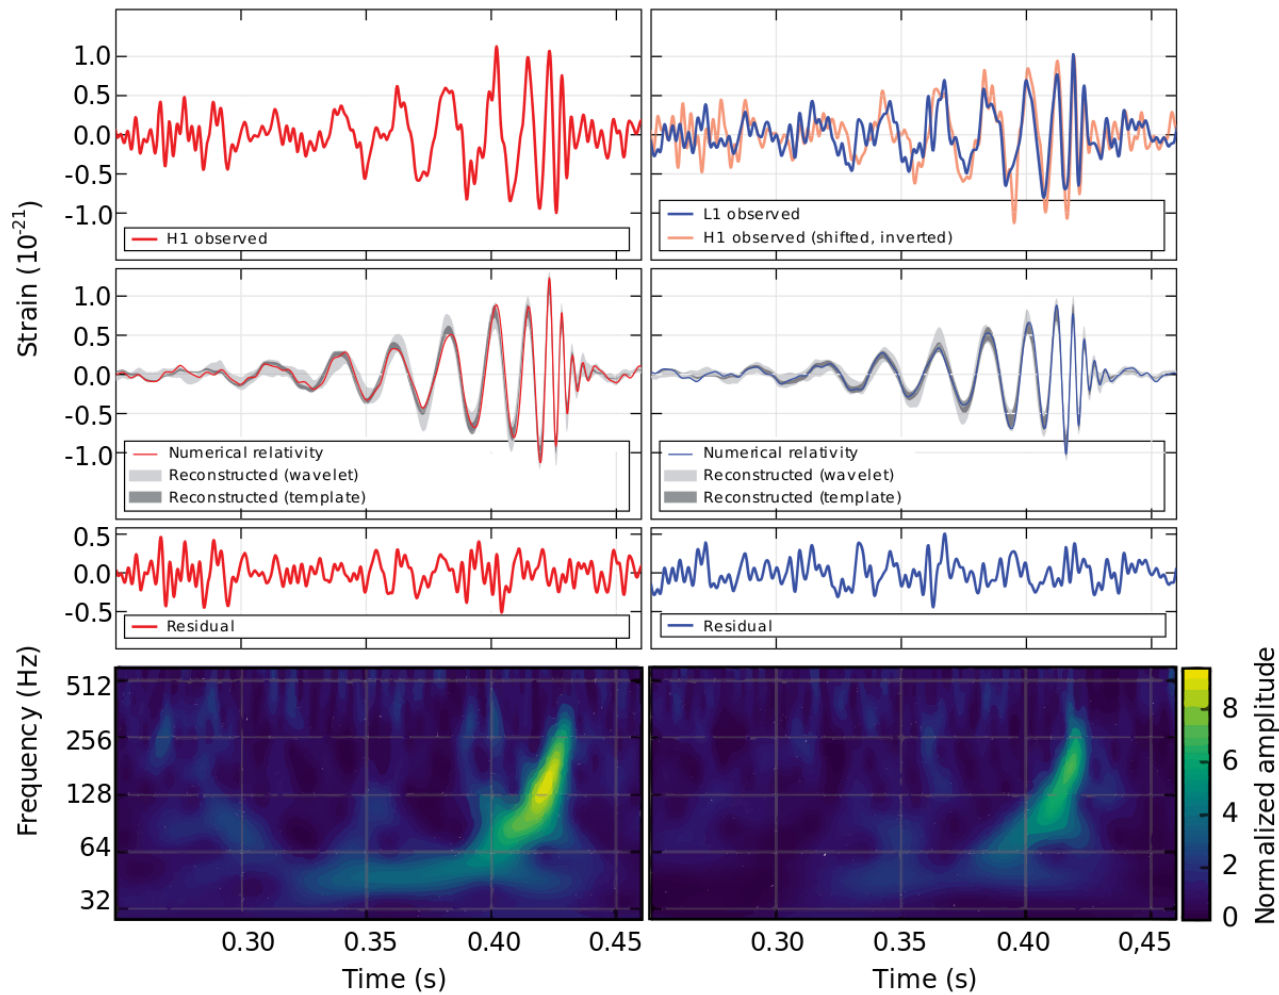 Strain (10-21)
1.0
0.5
0.0
-0.5
-1.0
H1 observed
L1 observed
H1 observed (shifted, inverted)
1.0
0.5
0.0
-0.5
-1.0
Numerical relativity
Reconstructed (wavelet)
Reconstructed (template)
Numerical relativity
Reconstructed (wavelet)
Reconstructed (template)
0.5
0.0
-0.5
Residual
Residual
Frequency (Hz)
512
256
128
64
32
0.30 0.35 0.40 0.45
Time (s)
0.30 0.35 0.40 0,45
Time (s)
8
6
4
2
0
Normalized amplitude